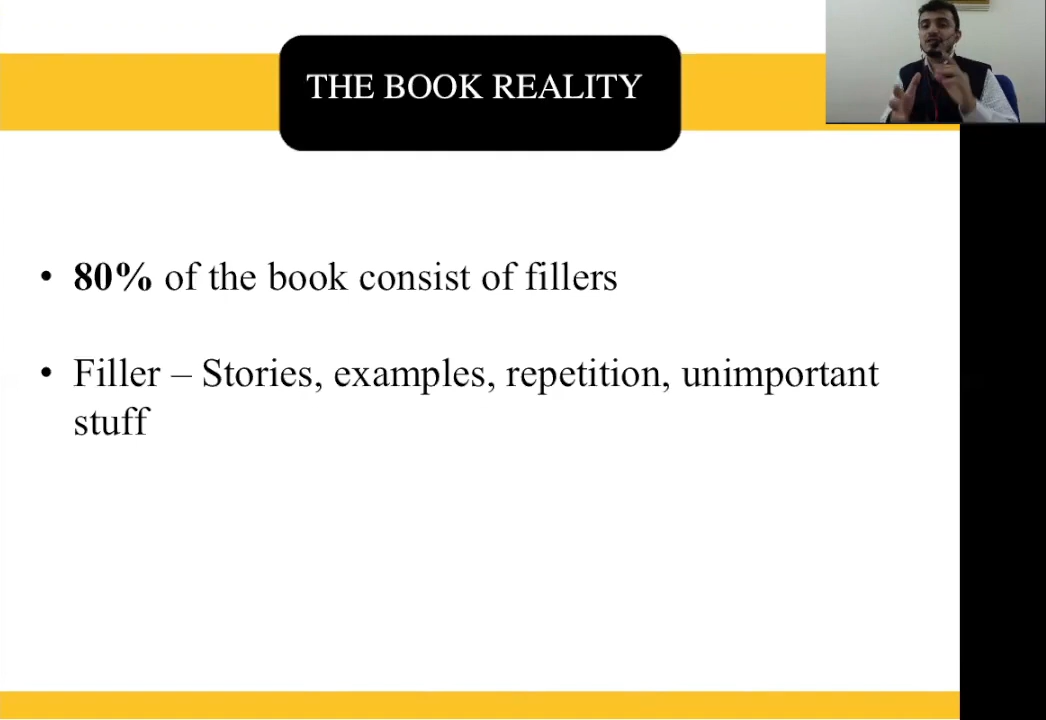 THE BOOK REALITY
• 80% of the book consist of fillers
• Filler – Stories, examples, repetition, unimportant
stuff